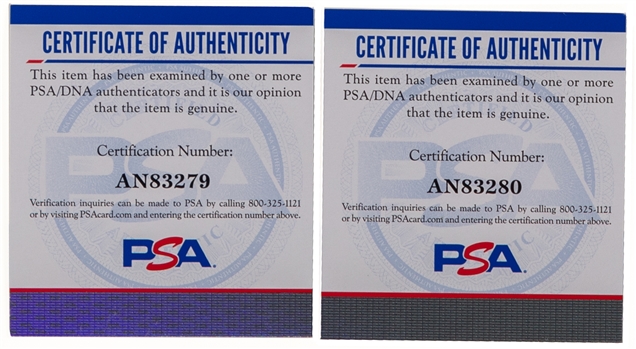 CERTIFICATE OF AUTHENTICITY
This item has been examined by one or more
PSA/DNA authenticators and it is our opinion
that the item is genuine.
Certification Number:
AN83279
Verification inquiries can be made to PSA by calling 800-325-1121
or by visiting PSAcard.com and entering the certification number above.
PSA
CERTIFICATE OF AUTHENTICITY
This item has been examined by one or more
PSA/DNA authenticators and it is our opinion
that the item is genuine.
Certification Number:
AN83280
Verification inquiries can be made to PSA by calling 800-325-1121
or by visiting PSAcard.com and entering the certification number above.
PSA